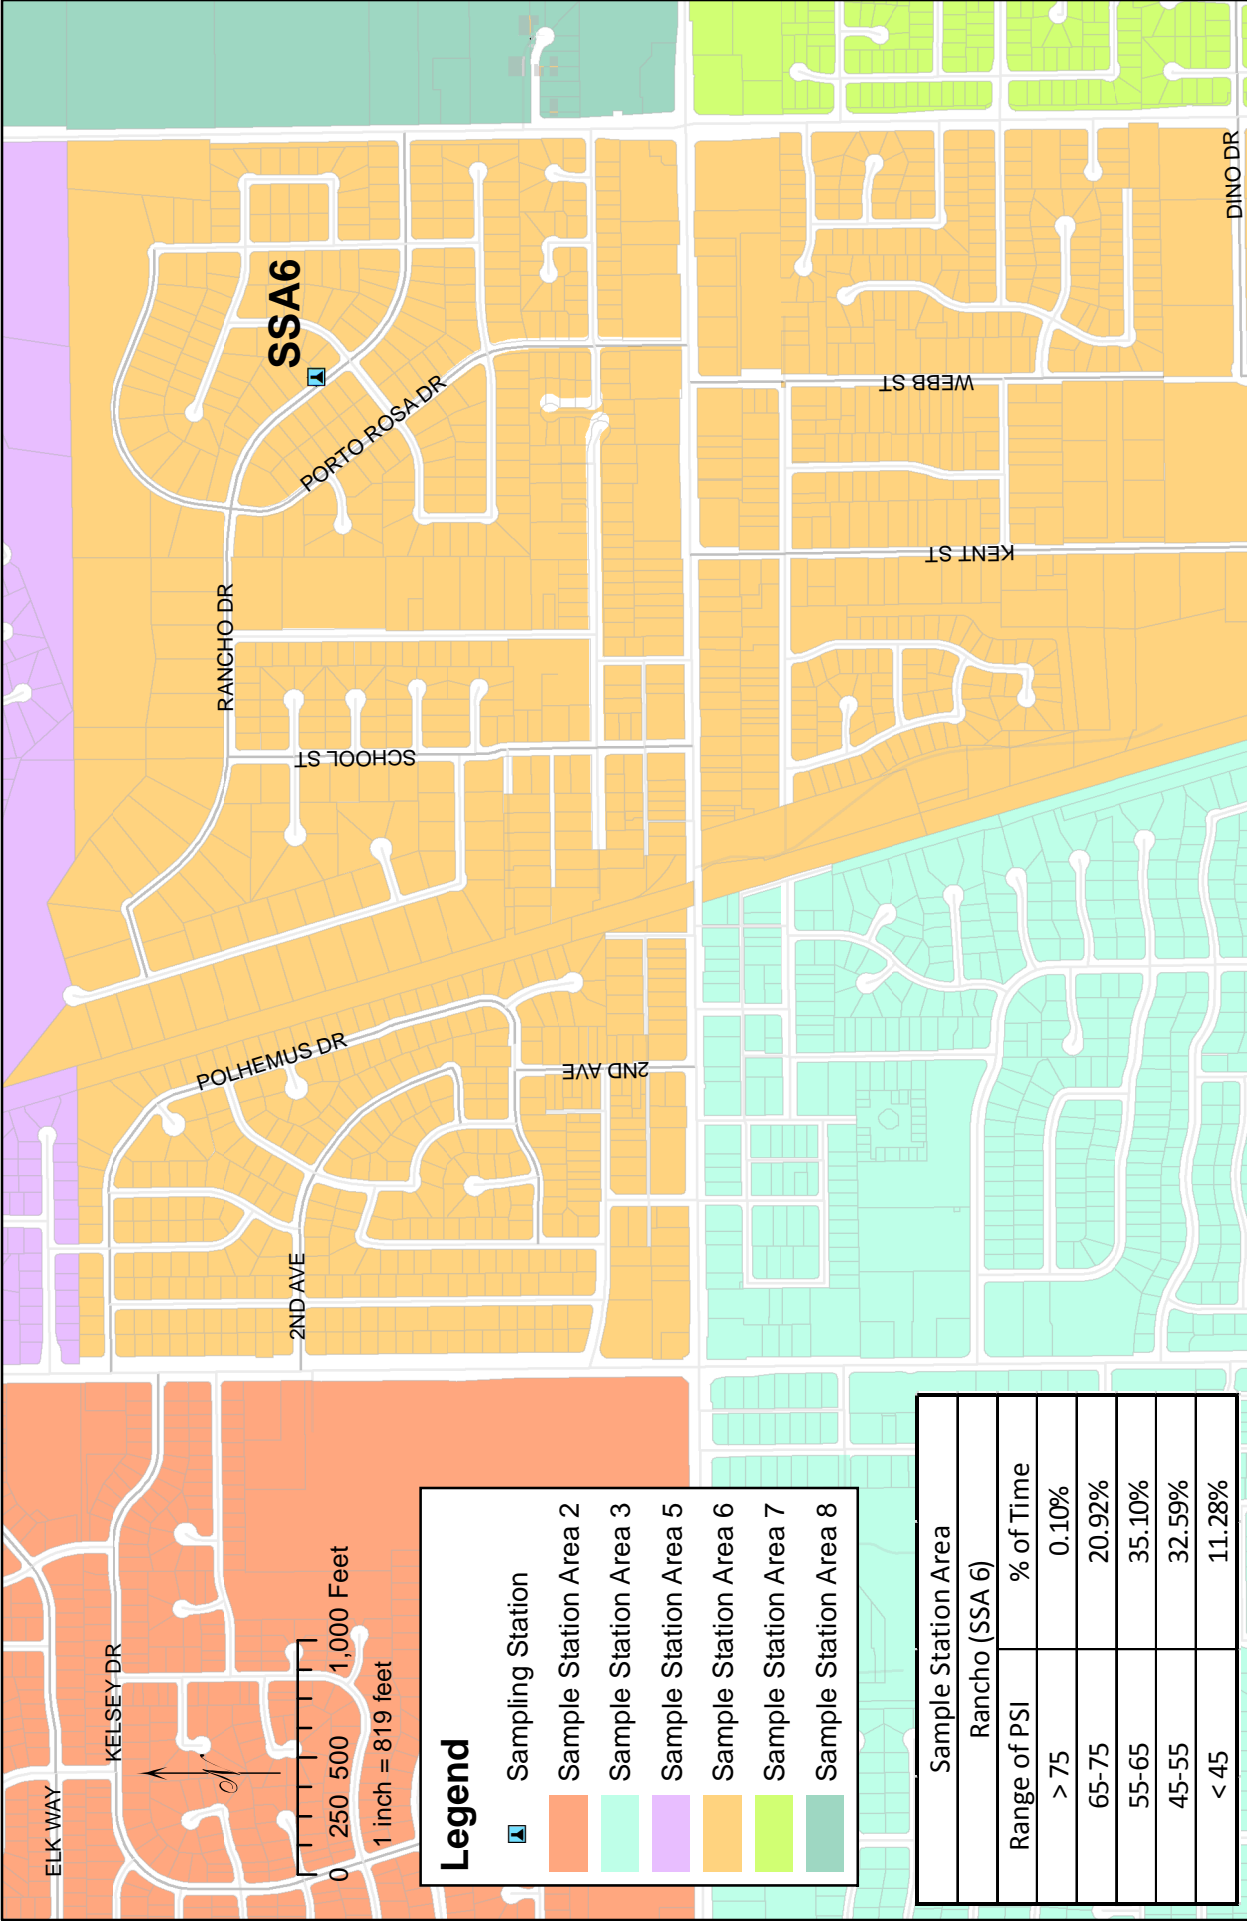 ELK WAY
KELSEY DR
2ND AVE
POLHEMUS DR
2ND AVE
SCHOOL ST
RANCHO DR
PORTO ROSA DR
SSA6
KENT ST
WEBB ST
DINO DR
0 250 500 1,000 Feet
1 inch = 819 feet
Legend
Sampling Station
Sample Station Area 2
Sample Station Area 3
Sample Station Area 5
Sample Station Area 6
Sample Station Area 7
Sample Station Area 8
Sample Station Area
Rancho (SSA 6)
Range of PSI % of Time
> 75 0.10%
65-75 20.92%
55-65 35.10%
45-55 32.59%
< 45 11.28%